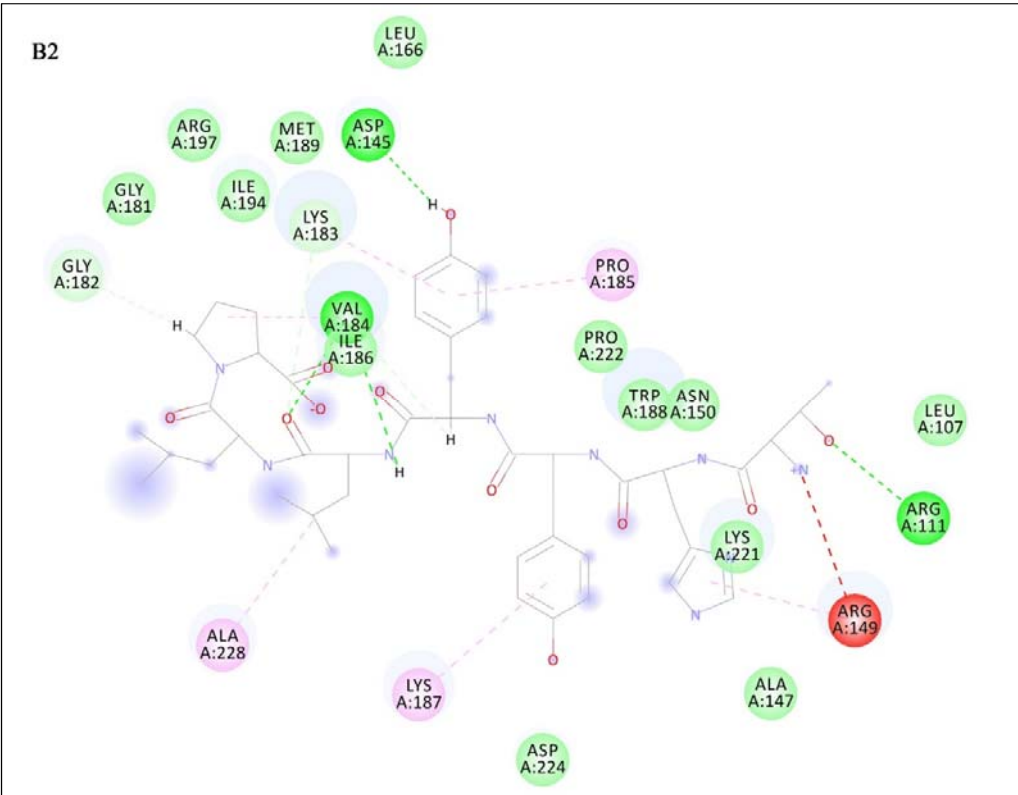 B2
LEU
A:166
ARG
A:197
MET
A:189
ASP
A:145
GLY
A:181
ILE
A:194
LYS
A:183
H
O
GLY
A:182
PRO
A:185
H
VAL
A:184
ILE
A:186
PRO
A:222
N
O
O
O
-O
O
TRP
A:188
ASN
A:150
LEU
A:107
O
N
N
H
H
N
O
N
N
O
N
O
+N
O
ARG
A:111
LYS
A:221
N
N
ARG
A:149
ALA
A:228
O
LYS
A:187
ALA
A:147
ASP
A:224